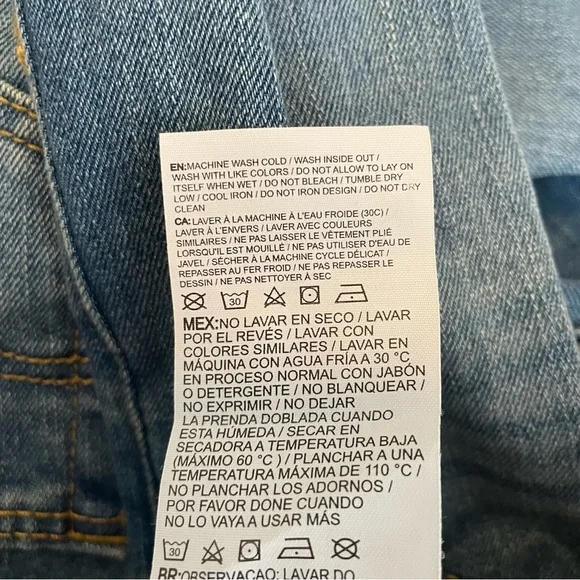 EN:MACHINE WASH COLD / WASH INSIDE OUT /
WASH WITH LIKE COLORS / DO NOT ALLOW TO LAY ON
ITSELF WHEN WET / DO NOT BLEACH / TUMBLE DRY
LOW / COOL IRON / DO NOT IRON DESIGN / DO NOT DRY
CLEAN
CA: LAVER À LA MACHINE À L'EAU FROIDE (30C) / LAVER
À L'ENVERS / LAVER AVEC COULEURS
SIMILAIRES / NE PAS LAISSER LE VÊTEMENT PLIÉ
LORSQU'IL EST MOUILLÉ / NE PAS UTILISER D'EAU DE
JAVEL / SÉCHER À LA MACHINE CYCLE DÉLICAT /
REPASSER AU FER FROID / NE PAS REPASSER LE
DESSIN / NE PAS NETTOYER À SEC
30
MEX:NO LAVAR EN SECO / LAVAR
POR EL REVÉS / LAVAR CON
COLORES SIMILARES / LAVAR EN
MÁQUINA CON AGUA FRÍA A 30 °C
EN PROCESO NORMAL CON JABÓN
O DETERGENTE / NO BLANQUEAR /
NO EXPRIMIR / NO DEJAR
LA PRENDA DOBLADA CUANDO
ESTA HÚMEDA / SECAR EN
SECADORA A TEMPERATURA BAJA
(MÁXIMO 60 °C) / PLANCHAR A UNA
TEMPERATURA MÁXIMA DE 110 °C /
NO PLANCHAR LOS ADORNOS /
POR FAVOR DONE CUANDO
NO LO VAYA A USAR MÁS
30
BR:OBSERVAÇÃO: LAVAR DO